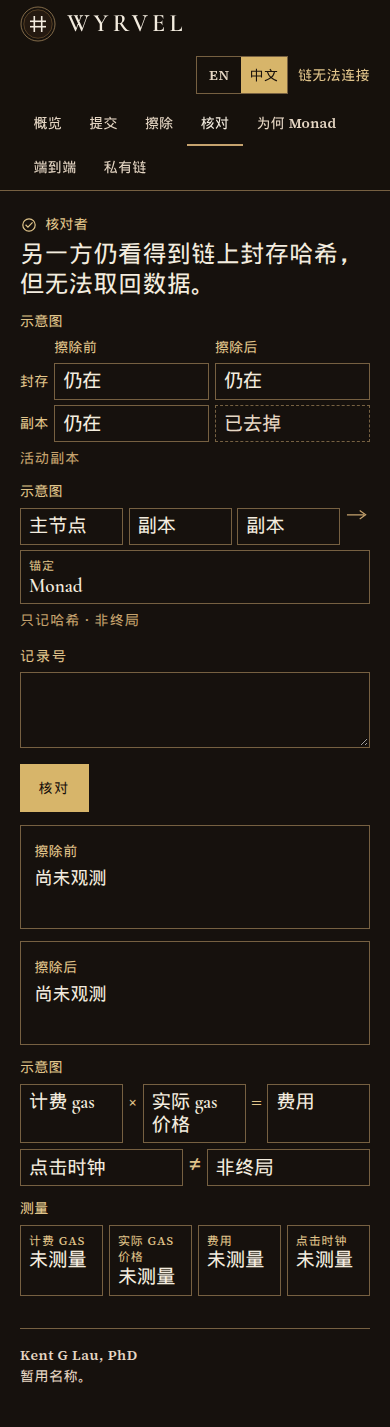 WYRVEL
EN 中文 链无法连接
概览 提交 擦除 核对 为何 Monad
端到端 私有链
核对者
另一方仍看得到链上封存哈希，
但无法取回数据。
示意图
擦除前 擦除后
封存 仍在 仍在
副本 仍在 已去掉
活动副本
示意图
主节点 副本 副本 →
锚定
Monad
只记哈希 · 非终局
记录号
核对
擦除前
尚未观测
擦除后
尚未观测
示意图
计费 gas × 实际 gas 价格 = 费用
点击时钟 ≠ 非终局
测量
计费 GAS
未测量
实际 GAS
价格
未测量
费用
未测量
点击时钟
未测量
Kent G Lau, PhD
暂用名称。